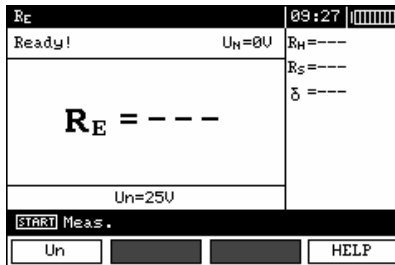 RE 09:27
Ready! UN=0V RH=---
RS=---
δ =---
RE = ---
Un=25V
START Meas.
Un HELP